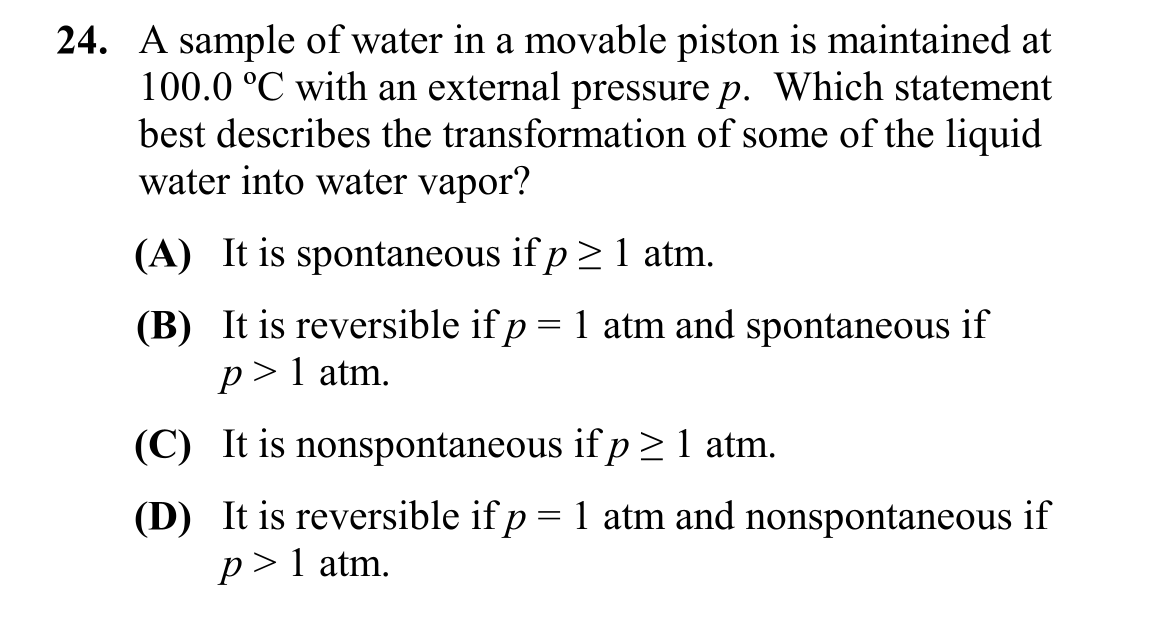 24. A sample of water in a movable piston is maintained at
100.0 ºC with an external pressure p. Which statement
best describes the transformation of some of the liquid
water into water vapor?
(A) It is spontaneous if p ≥ 1 atm.
(B) It is reversible if p = 1 atm and spontaneous if
p > 1 atm.
(C) It is nonspontaneous if p ≥ 1 atm.
(D) It is reversible if p = 1 atm and nonspontaneous if
p > 1 atm.